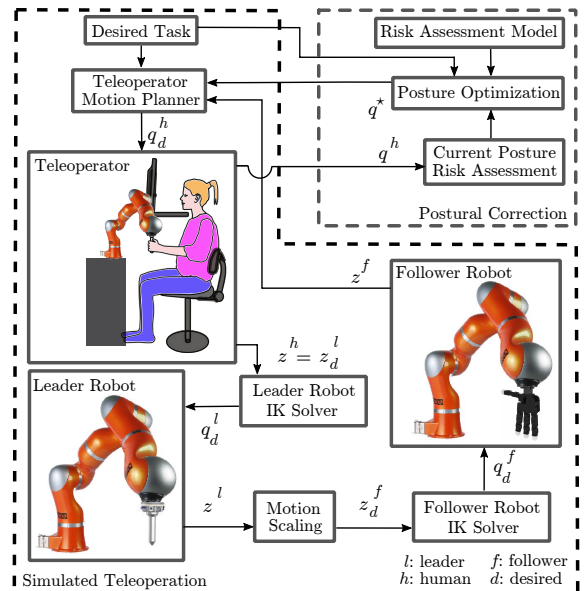 Desired Task
Risk Assessment Model
Teleoperator
Motion Planner
Posture Optimization
q^⋆
q_d^h
Teleoperator
q^h
Current Posture
Risk Assessment
Postural Correction
z^f
Follower Robot
z^h = z_d^l
Leader Robot
IK Solver
Leader Robot
q_d^l
q_d^f
z^l
Motion
Scaling
z_d^f
Follower Robot
IK Solver
l: leader f: follower
h: human d: desired
Simulated Teleoperation